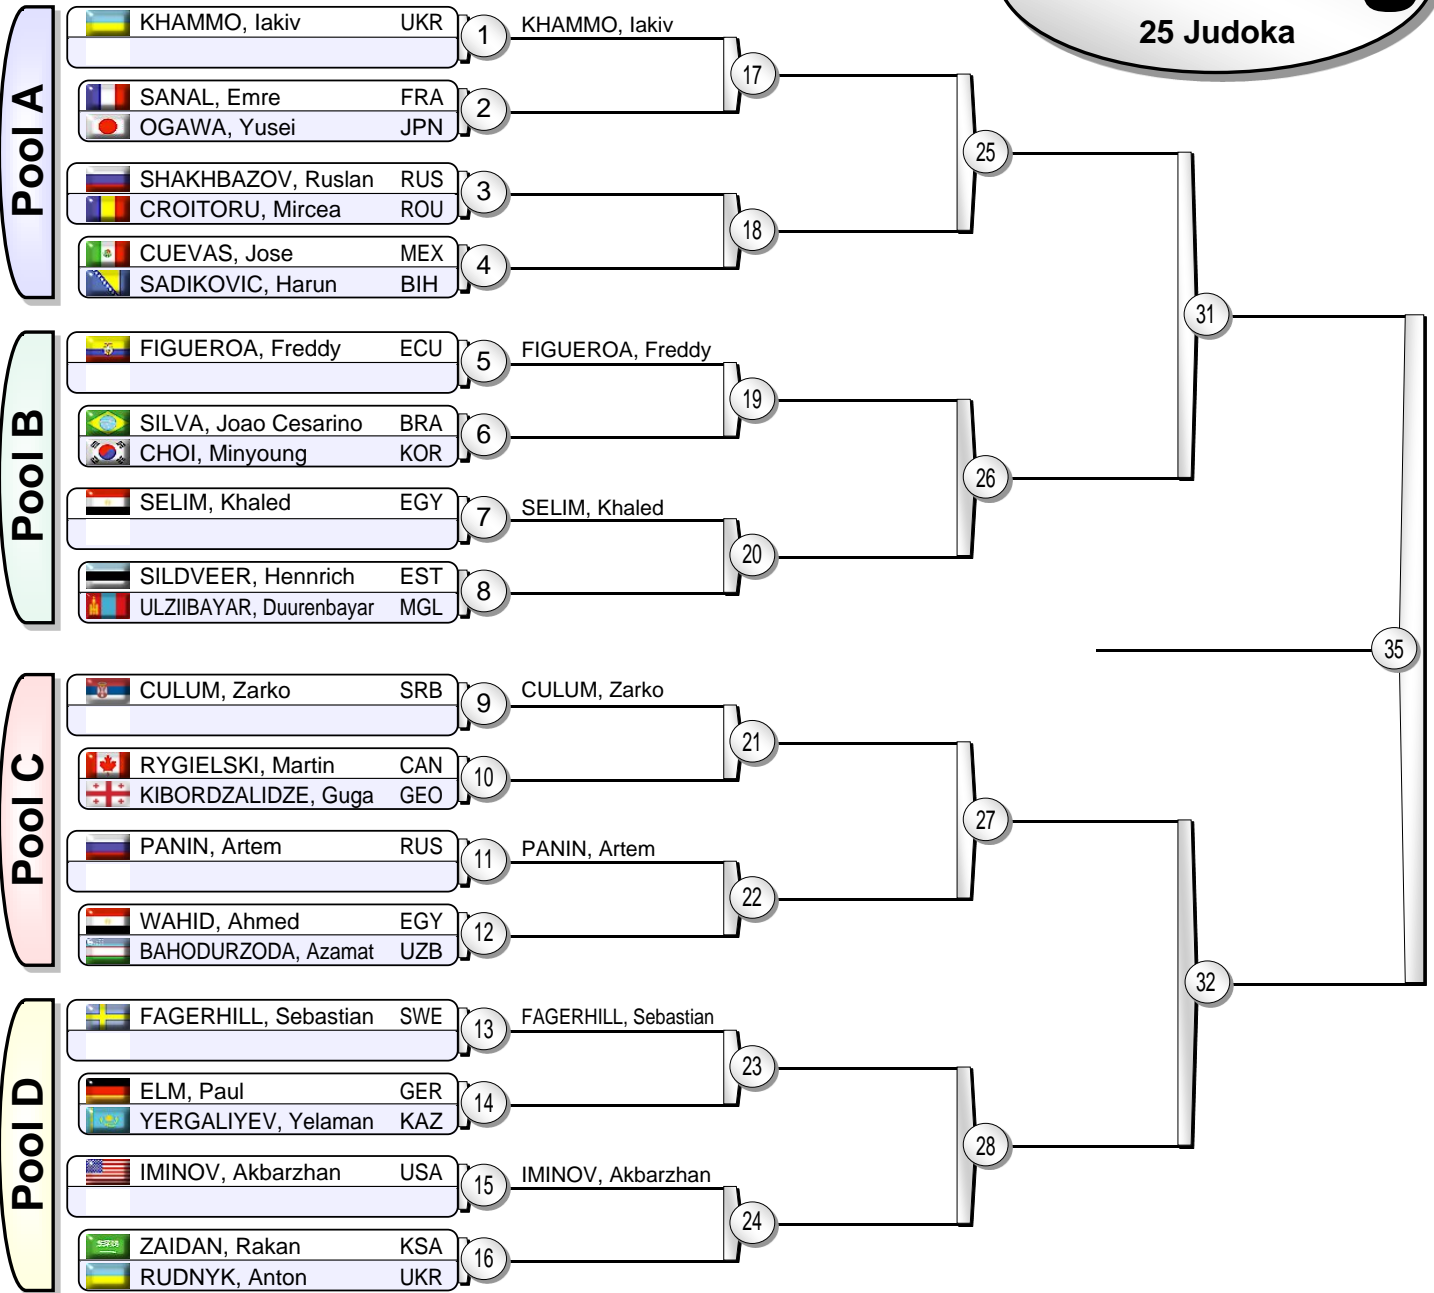 25 Judoka
Pool A
KHAMMO, Iakiv UKR 1 KHAMMO, Iakiv
17
SANAL, Emre FRA
2
OGAWA, Yusei JPN
25
SHAKHBAZOV, Ruslan RUS
3
CROITORU, Mircea ROU
18
CUEVAS, Jose MEX
4
SADIKOVIC, Harun BIH
31
Pool B
FIGUEROA, Freddy ECU 5 FIGUEROA, Freddy
19
SILVA, Joao Cesarino BRA
6
CHOI, Minyoung KOR
26
SELIM, Khaled EGY 7 SELIM, Khaled
20
SILDVEER, Hennrich EST
8
ULZIIBAYAR, Duurenbayar MGL
35
Pool C
CULUM, Zarko SRB 9 CULUM, Zarko
21
RYGIELSKI, Martin CAN
10
KIBORDZALIDZE, Guga GEO
27
PANIN, Artem RUS 11 PANIN, Artem
22
WAHID, Ahmed EGY
12
BAHODURZODA, Azamat UZB
32
Pool D
FAGERHILL, Sebastian SWE 13 FAGERHILL, Sebastian
23
ELM, Paul GER
14
YERGALIYEV, Yelaman KAZ
28
IMINOV, Akbarzhan USA 15 IMINOV, Akbarzhan
24
ZAIDAN, Rakan KSA
16
RUDNYK, Anton UKR